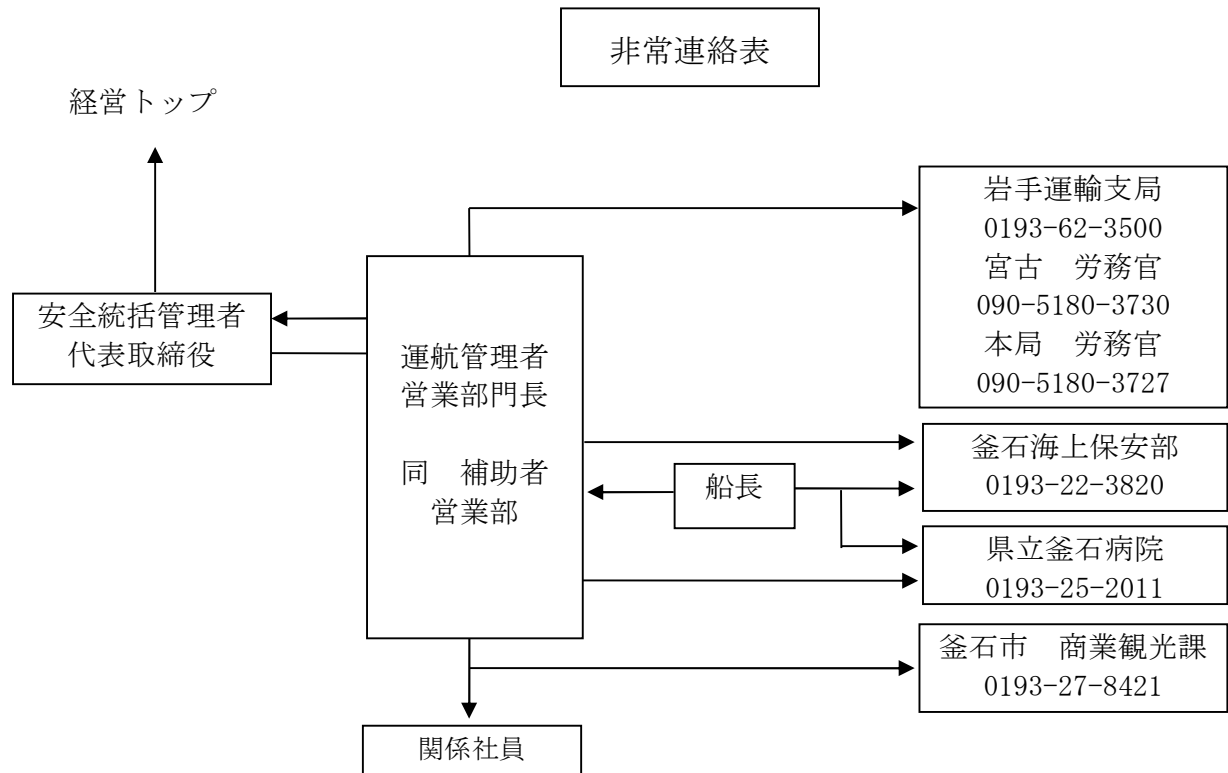 非常連絡表
経営トップ
安全統括管理者
代表取締役
運航管理者
営業部門長
同　補助者
営業部
船長
関係社員
岩手運輸支局
0193-62-3500
宮古　労務官
090-5180-3730
本局　労務官
090-5180-3727
釜石海上保安部
0193-22-3820
県立釜石病院
0193-25-2011
釜石市　商業観光課
0193-27-8421